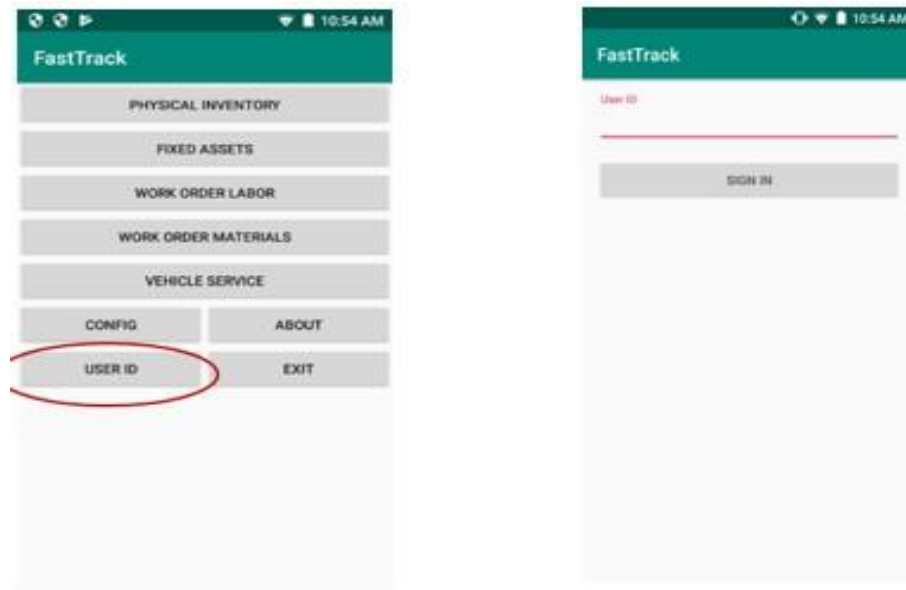 10:54 AM
FastTrack
PHYSICAL INVENTORY
FIXED ASSETS
WORK ORDER LABOR
WORK ORDER MATERIALS
VEHICLE SERVICE
CONFIG ABOUT
USER ID EXIT
10:54 AM
FastTrack
User ID
SIGN IN